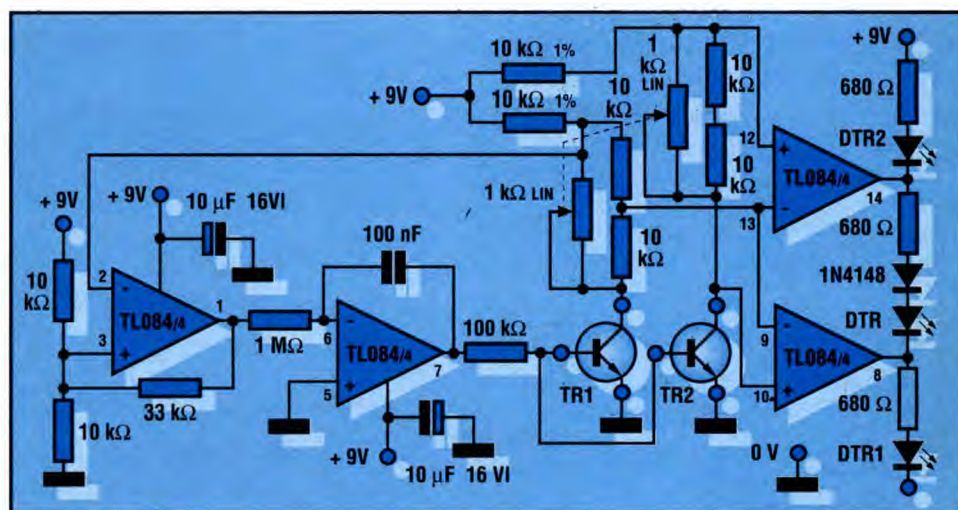 + 9V
10 kΩ 1%
10 kΩ 1%
10 kΩ
1 kΩ LIN
10 kΩ
10 kΩ
1 kΩ LIN
10 kΩ
+ 9V
680 Ω
DTR2
12
+
TL084/4
-
13
14
680 Ω
1N4148
DTR
9
-
TL084/4
+
10
8
680 Ω
DTR1
0 V
+ 9V
+ 9V
10 µF 16VI
10 kΩ
2
-
TL084/4
1
3
+
33 kΩ
10 kΩ
1 MΩ
100 nF
6
-
TL084/4
7
5
+
100 kΩ
+ 9V
10 µF 16 VI
TR1
TR2